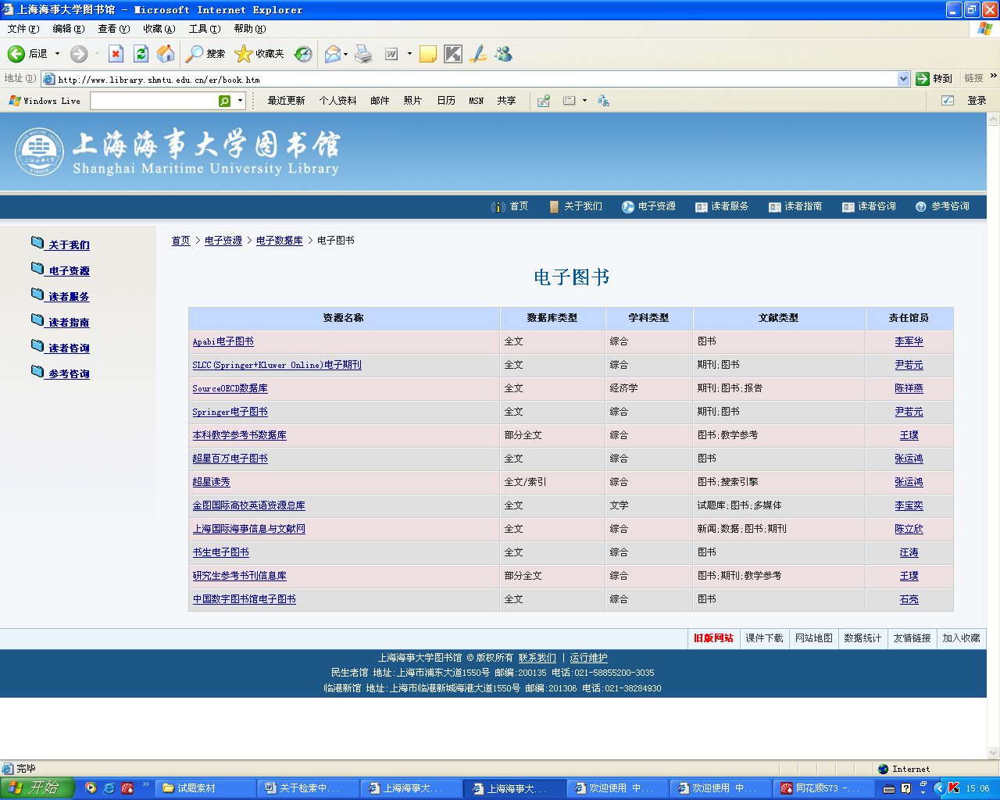 上海海事大学图书馆 - Microsoft Internet Explorer
文件(F) 编辑(E) 查看(V) 收藏(A) 工具(T) 帮助(H)
后退 搜索 收藏夹
地址(D) http://www.library.shmtu.edu.cn/er/book.htm 转到 链接 »
Windows Live 最近更新 个人资料 邮件 照片 日历 MSN 共享 登录
上海海事大学图书馆
Shanghai Maritime University Library
首页 关于我们 电子资源 读者服务 读者指南 读者咨询 参考咨询
关于我们
电子资源
读者服务
读者指南
读者咨询
参考咨询
首页 > 电子资源 > 电子数据库 > 电子图书
电子图书
资源名称 数据库类型 学科类型 文献类型 责任馆员
Apabi电子图书 全文 综合 图书 李军华
SLCC(Springer+Kluwer Online)电子期刊 全文 综合 期刊;图书 尹若元
SourceOECD数据库 全文 经济学 期刊;图书;报告 陈祥燕
Springer电子图书 全文 综合 期刊;图书 尹若元
本科教学参考书数据库 部分全文 综合 图书;教学参考 王璞
超星百万电子图书 全文 综合 图书 张运鸿
超星读秀 全文/索引 综合 图书;搜索引擎 张运鸿
金图国际高校英语资源总库 全文 文学 试题库;图书;多媒体 李宝奕
上海国际海事信息与文献网 全文 综合 新闻;数据;图书;期刊 陈立欣
书生电子图书 全文 综合 图书 汪涛
研究生参考书刊信息库 部分全文 综合 图书;期刊;教学参考 王璞
中国数字图书馆电子图书 全文 综合 图书 石亮
旧版网站 课件下载 网站地图 数据统计 友情链接 加入收藏
上海海事大学图书馆 © 版权所有 联系我们 | 运行维护
民生老馆 地址:上海市浦东大道1550号 邮编:200135 电话:021-58855200-3035
临港新馆 地址:上海市临港新城海港大道1550号 邮编:201306 电话:021-38284930
完毕 Internet
开始 » 试题素材 关于检索中... 上海海事大... 上海海事大... 欢迎使用 中... 欢迎使用 中... 同花顺573 -... 15:06